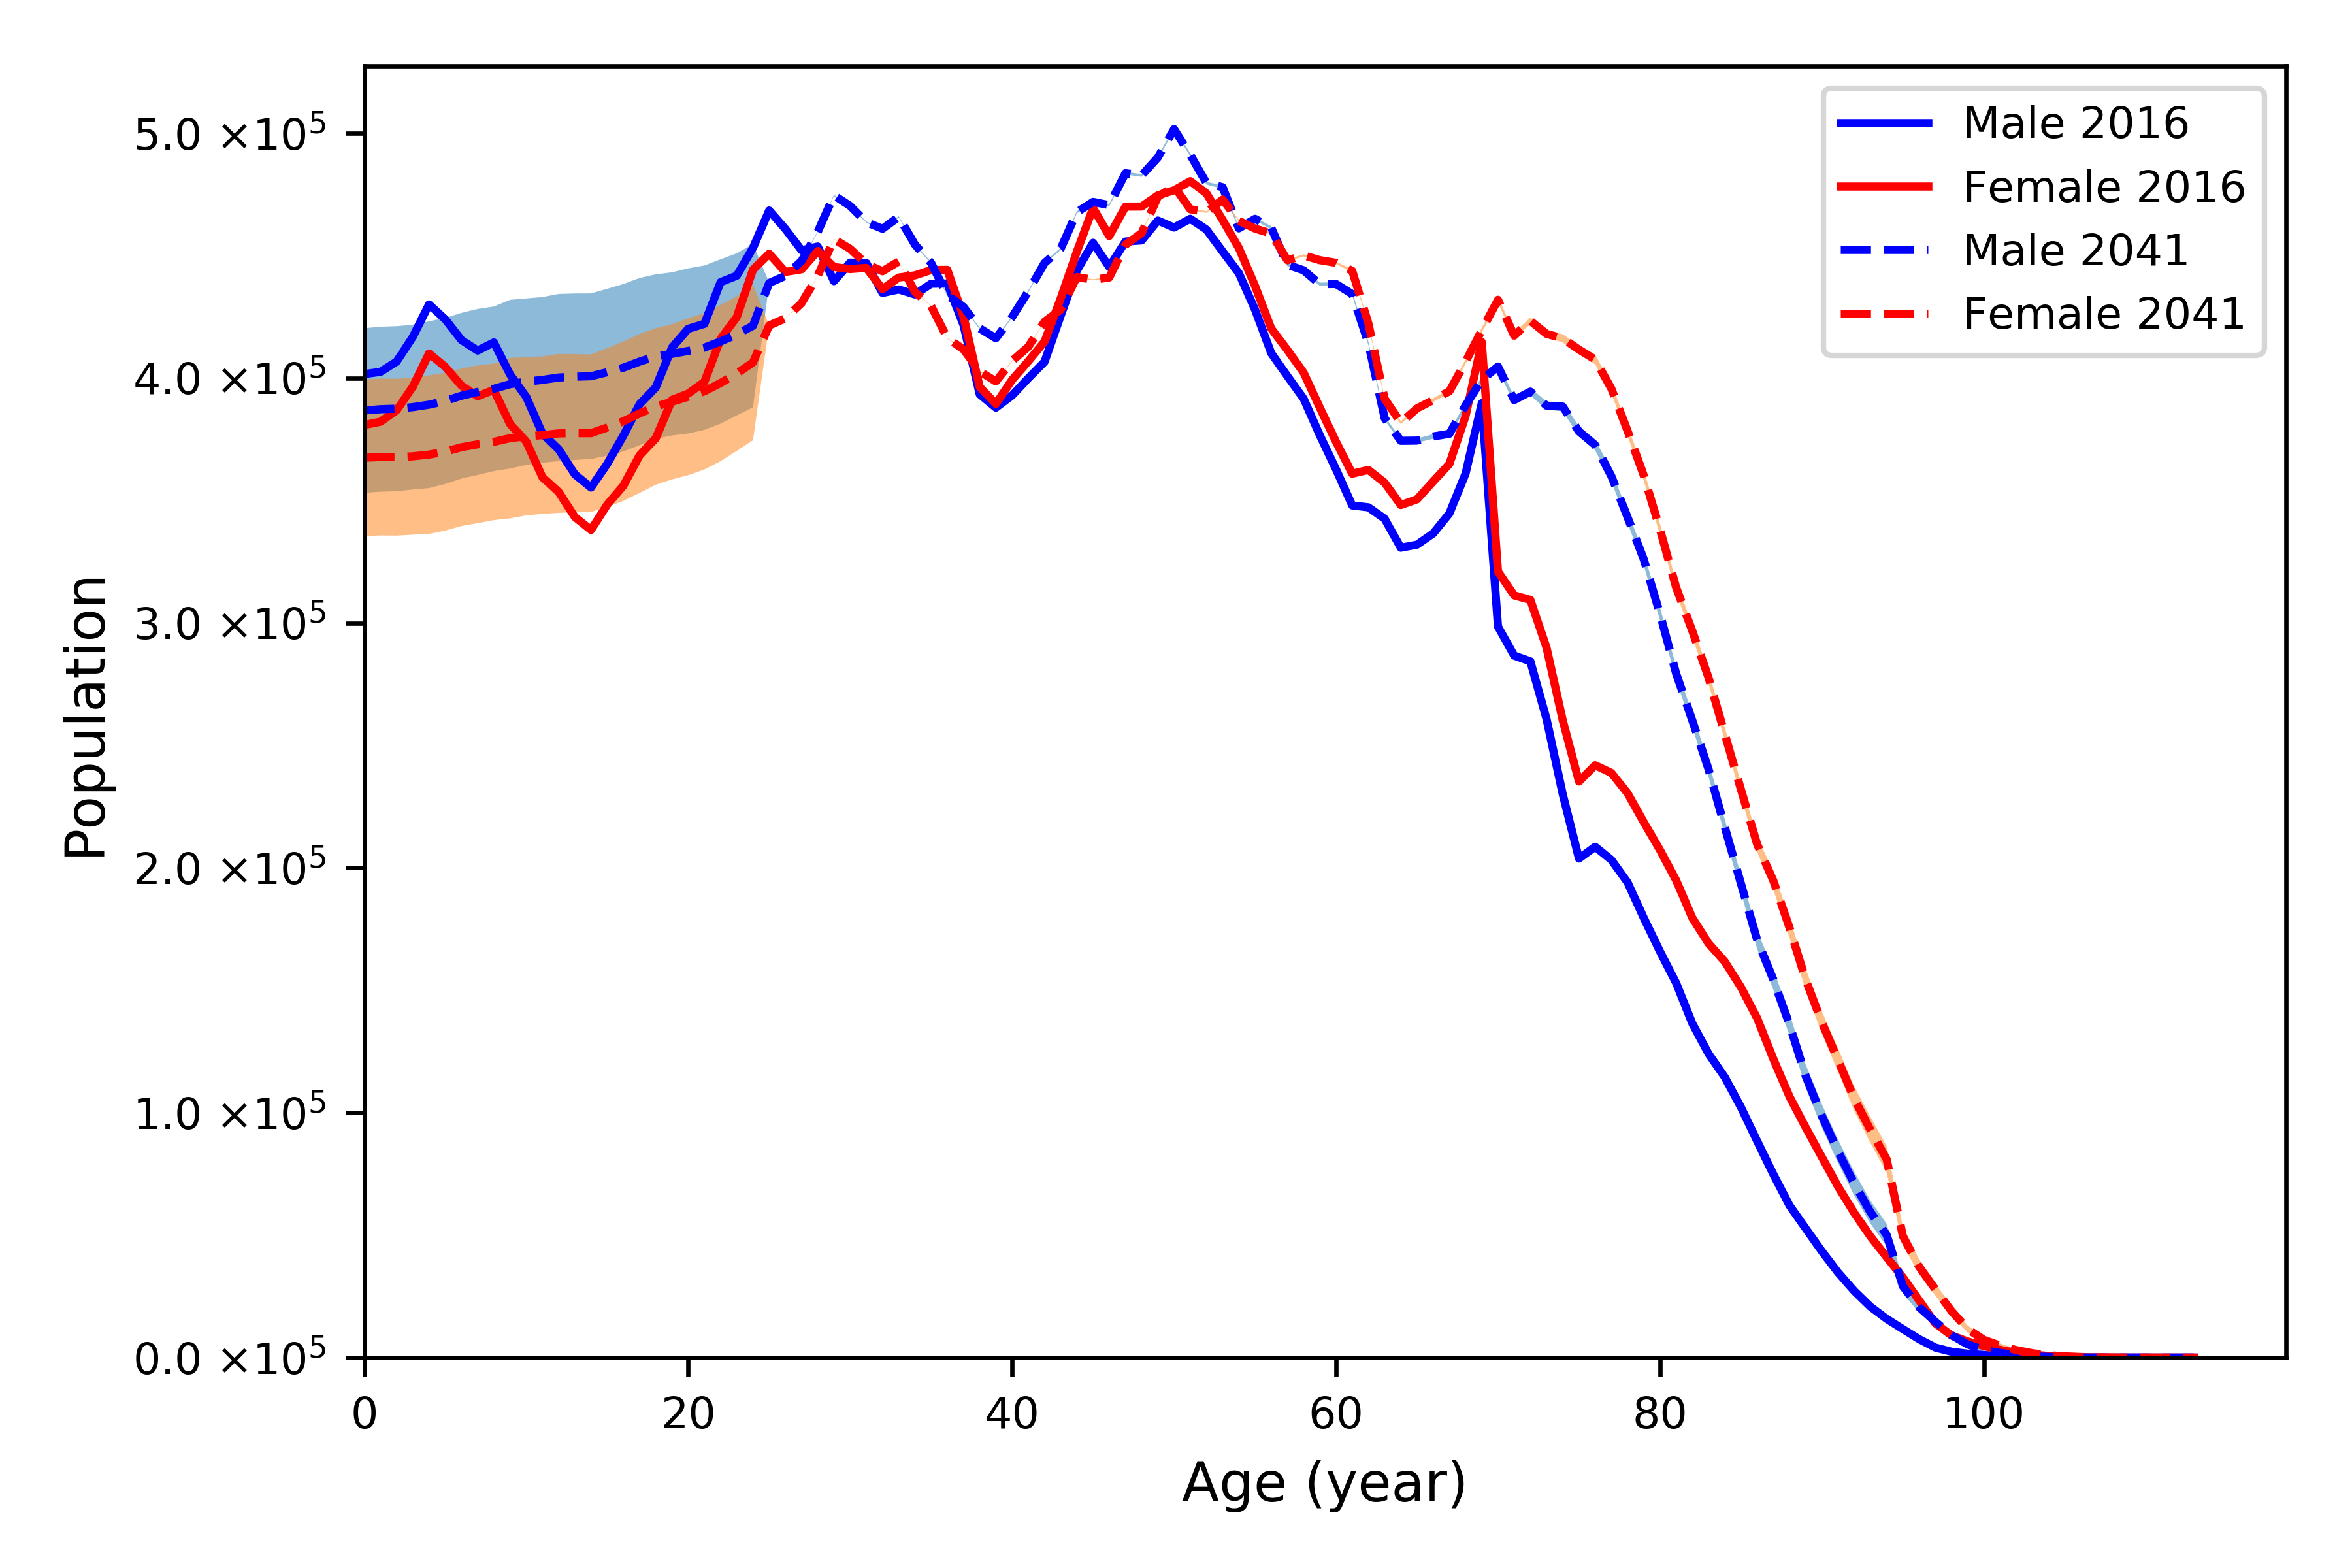 5.0 ×10⁵
4.0 ×10⁵
3.0 ×10⁵
2.0 ×10⁵
1.0 ×10⁵
0.0 ×10⁵
Population
0 20 40 60 80 100
Age (year)
Male 2016
Female 2016
Male 2041
Female 2041